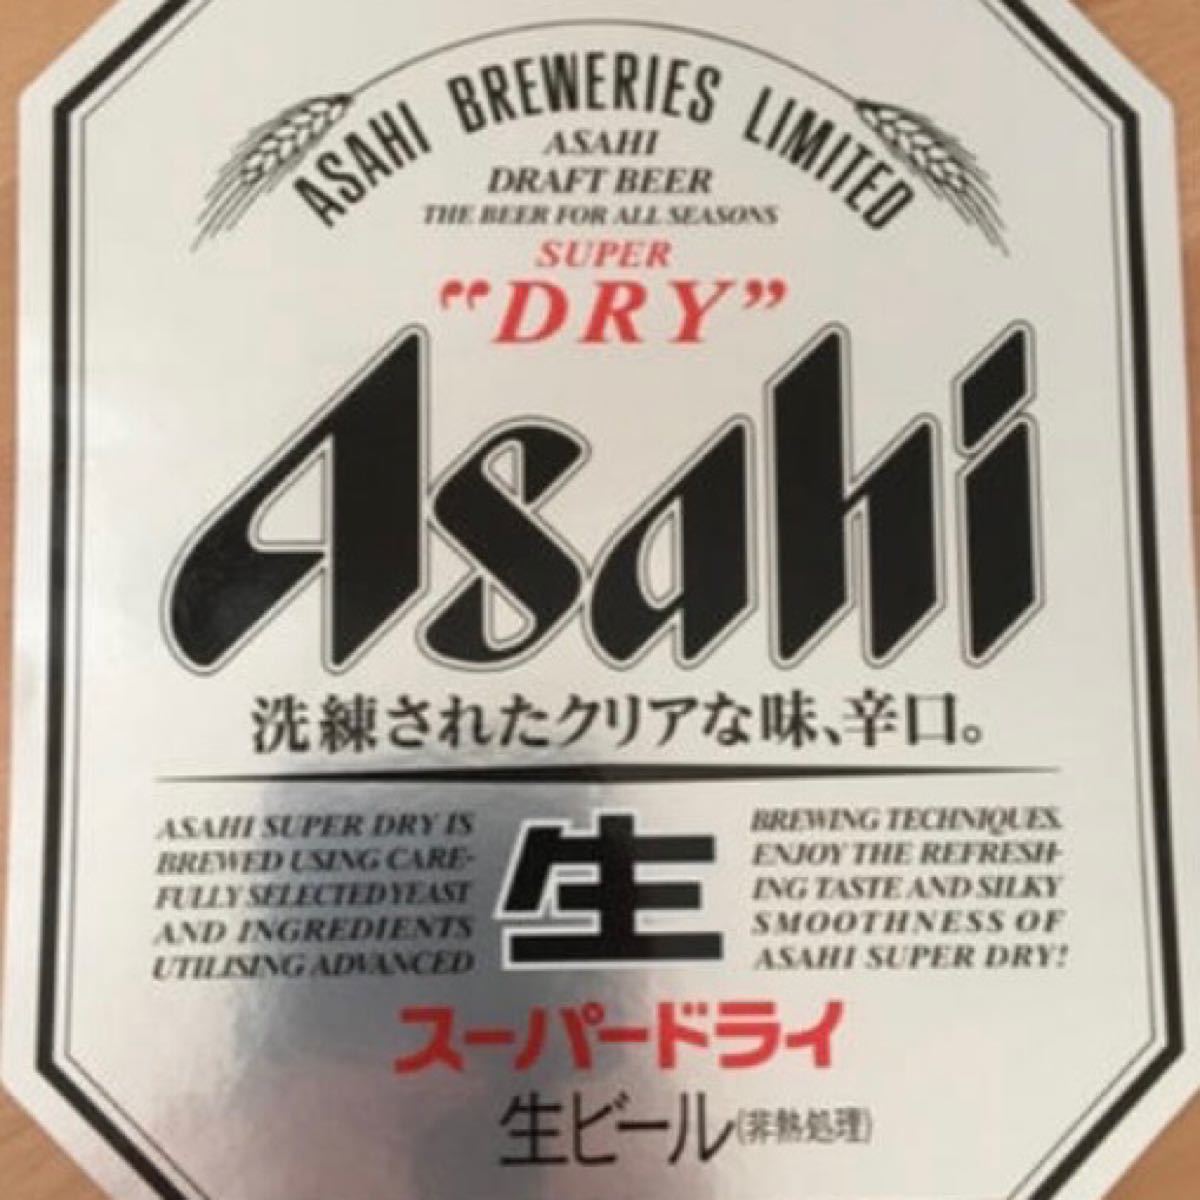 ASAHI BREWERIES LIMITED
ASAHI
DRAFT BEER
THE BEER FOR ALL SEASONS
SUPER
“DRY”
Asahi
洗練されたクリアな味、辛口。
ASAHI SUPER DRY IS
BREWED USING CARE-
FULLY SELECTED YEAST
AND INGREDIENTS
UTILISING ADVANCED
生
BREWING TECHNIQUES.
ENJOY THE REFRESH-
ING TASTE AND SILKY
SMOOTHNESS OF
ASAHI SUPER DRY!
スーパードライ
生ビール(非熱処理)